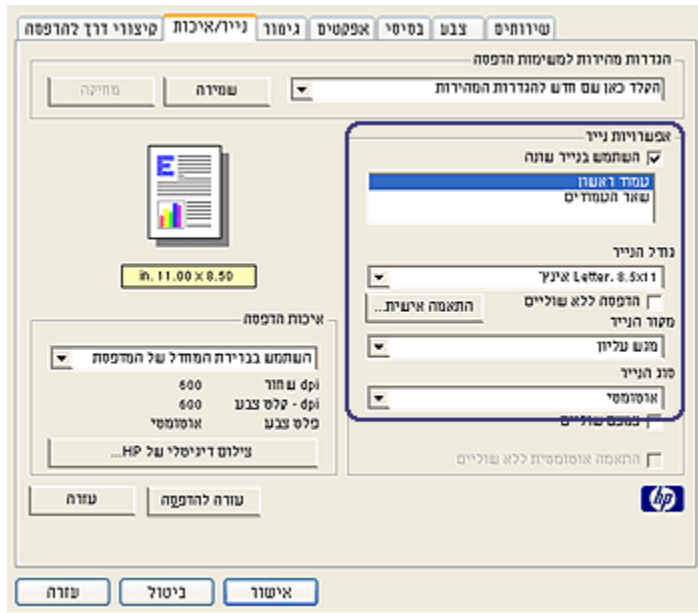 שירותים צבע בסיסי אפקטים גימור נייר/איכות קיצורי דרך להדפסה
הגדרות מהירות למשימות הדפסה
הקלד כאן שם חדש להגדרות המהירות
שמירה
מחיקה
אפשרויות נייר
השתמש בנייר שונה
עמוד ראשון
שאר העמודים
גודל הנייר
Letter. 8.5x11 אינץ'
הדפסה ללא שוליים
התאמה אישית...
מקור הנייר
מגש עליון
סוג הנייר
אוטומטי
צמצם שוליים
התאמה אוטומטית ללא שוליים
E
in. 11.00 x 8.50
איכות הדפסה
השתמש בברירת המחדל של המדפסת
dpi שחור 600
dpi - קלט צבע 600
פלט צבע אוטומטי
צילום דיגיטלי של HP...
עזרה להדפסה
עזרה
hp
אישור
ביטול
עזרה